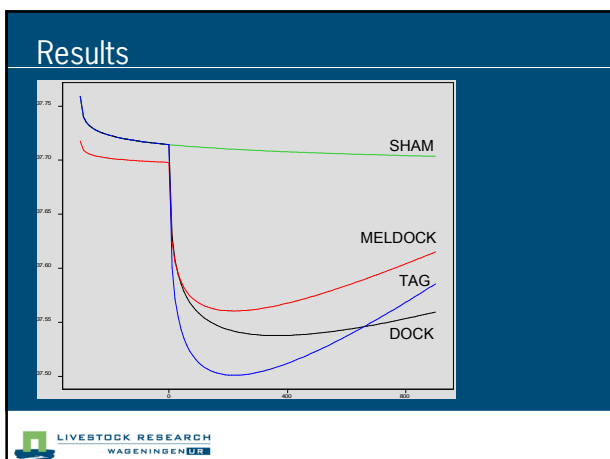 Results
37.75
37.70
37.65
37.60
37.55
37.50
SHAM
MELDOCK
TAG
DOCK
0
400
800
LIVESTOCK RESEARCH
WAGENINGEN UR